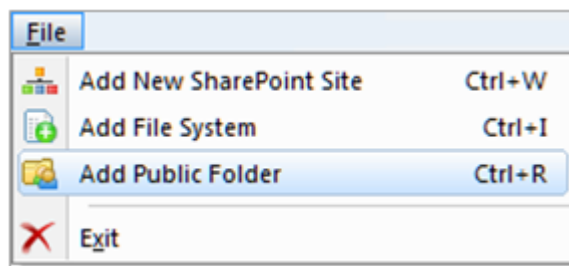 File
Add New SharePoint Site Ctrl+W
Add File System Ctrl+I
Add Public Folder Ctrl+R
Exit